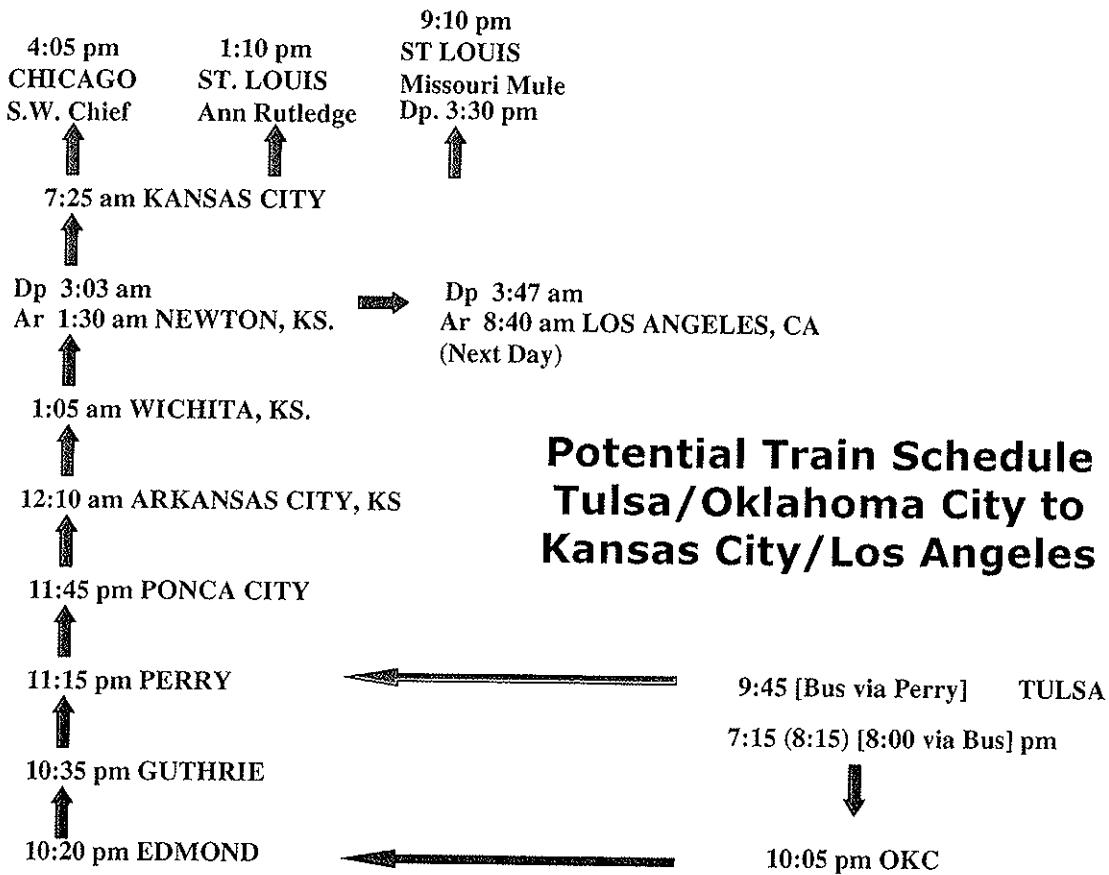 4:05 pm
CHICAGO
S.W. Chief
1:10 pm
ST. LOUIS
Ann Rutledge
9:10 pm
ST LOUIS
Missouri Mule
Dp. 3:30 pm
7:25 am KANSAS CITY
Dp 3:03 am
Ar 1:30 am NEWTON, KS.
Dp 3:47 am
Ar 8:40 am LOS ANGELES, CA
(Next Day)
1:05 am WICHITA, KS.
Potential Train Schedule
Tulsa/Oklahoma City to
Kansas City/Los Angeles
12:10 am ARKANSAS CITY, KS
11:45 pm PONCA CITY
11:15 pm PERRY
9:45 [Bus via Perry] TULSA
7:15 (8:15) [8:00 via Bus] pm
10:35 pm GUTHRIE
10:20 pm EDMOND
10:05 pm OKC